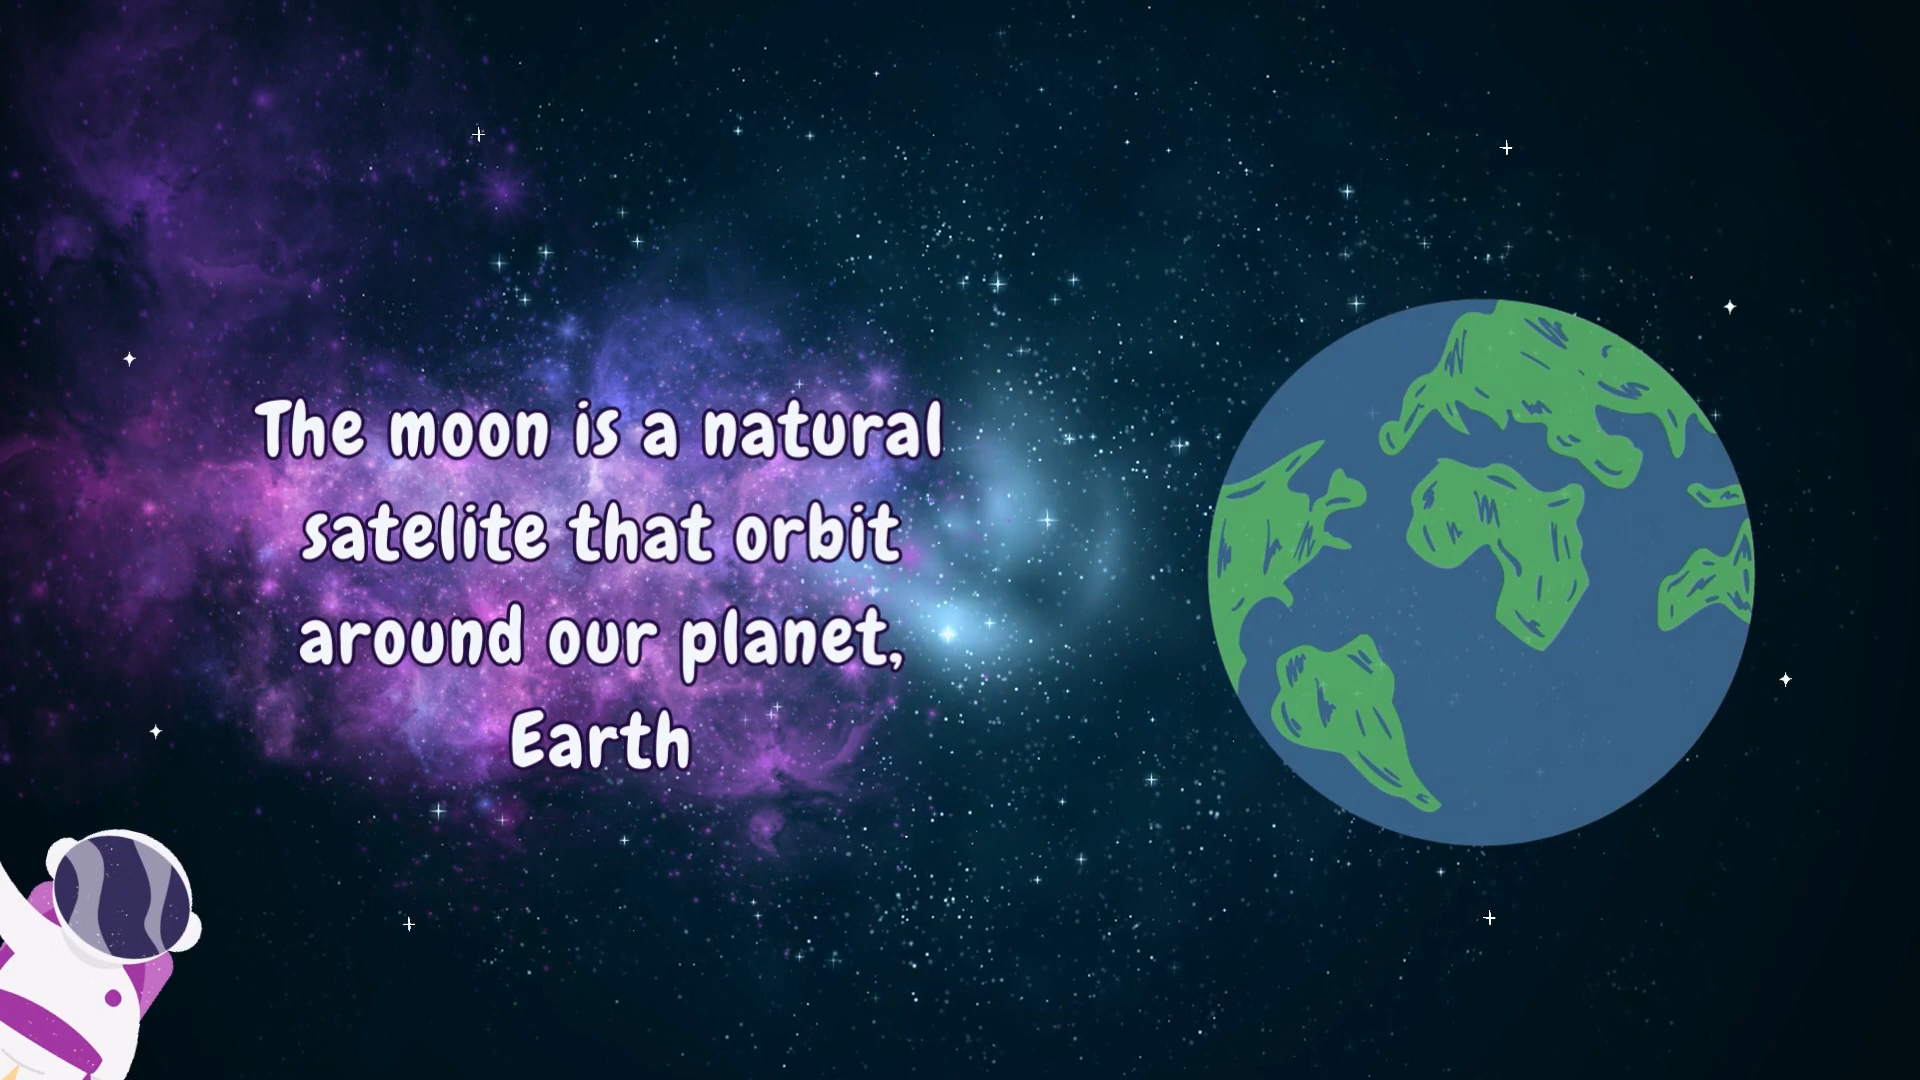 The moon is a natural
satelite that orbit
around our planet,
Earth